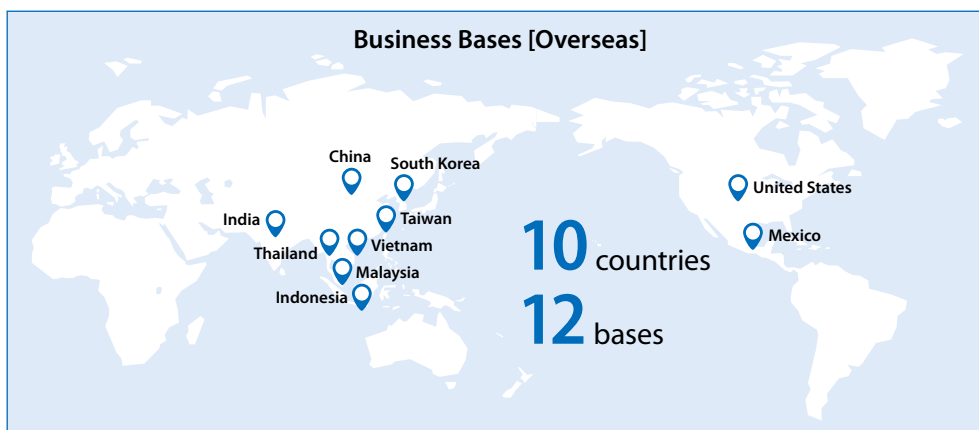 Business Bases [Overseas]
China
South Korea
United States
India
Taiwan
Mexico
Thailand
Vietnam
Malaysia
Indonesia
10 countries
12 bases